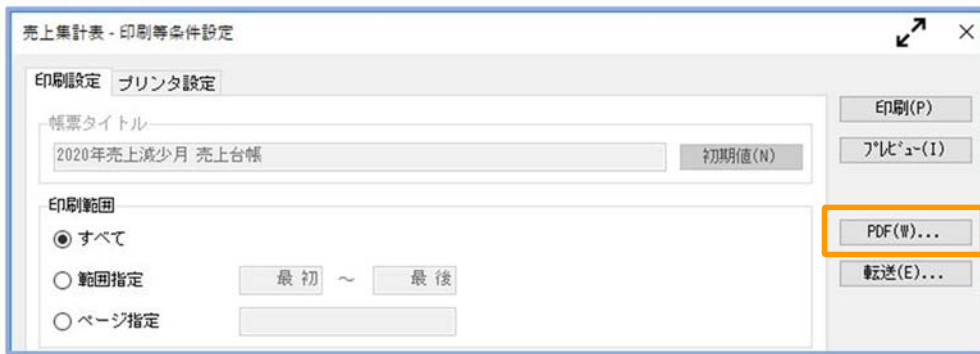 売上集計表 - 印刷等条件設定
印刷設定 プリンタ設定
帳票タイトル
2020年売上減少月 売上台帳
初期値(N)
印刷範囲
すべて
範囲指定 最 初 ～ 最 後
ページ指定
印刷(P)
ﾌﾟﾚﾋﾞｭｰ(I)
PDF(W)...
転送(E)...